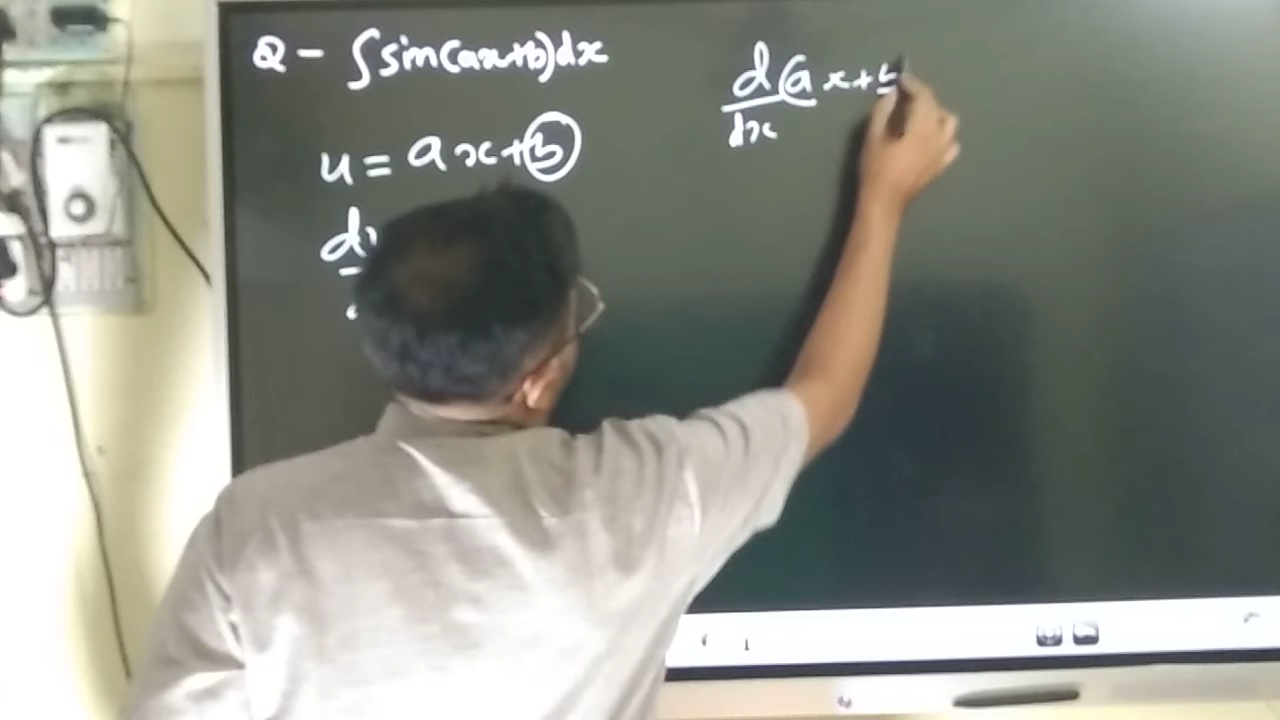 Q - ∫sin(ax+b)dx
u = ax+b
d
d/dx (ax+